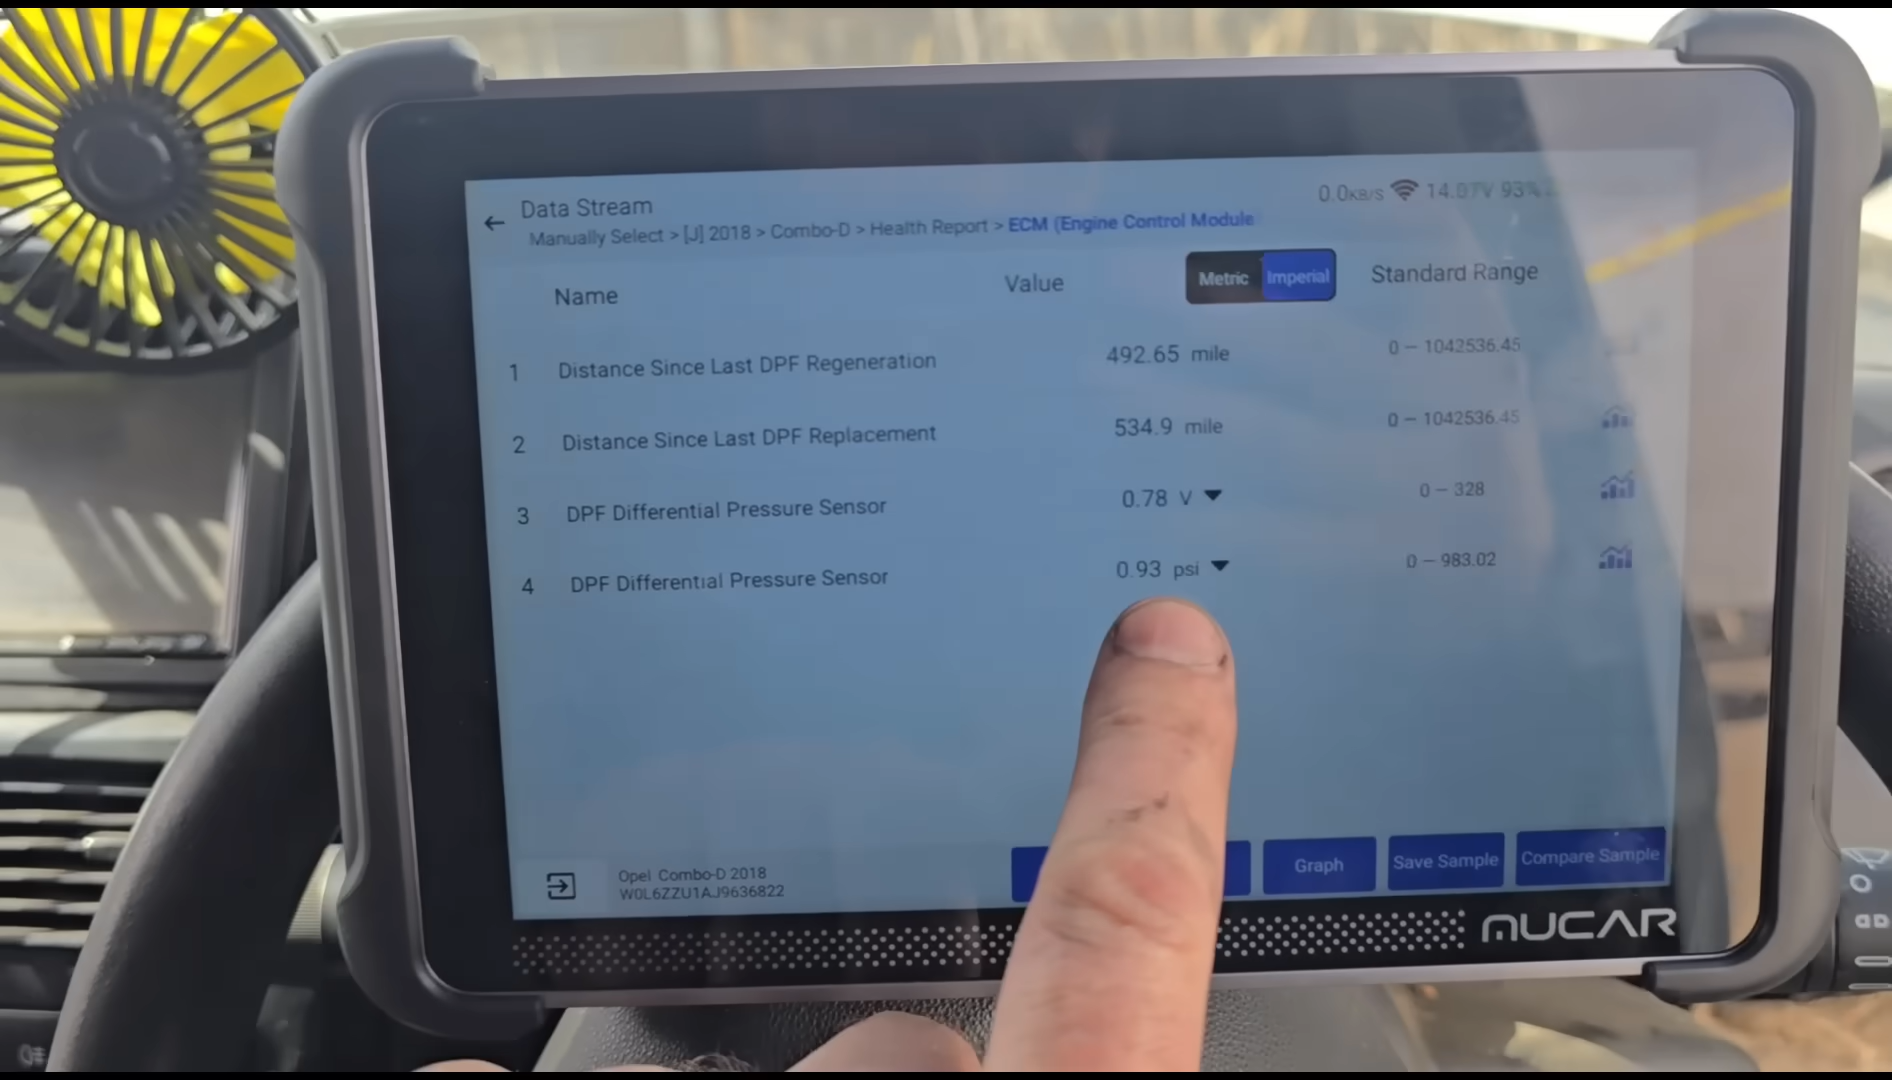 Data Stream
0.0KB/S 14.07V 93%
Manually Select > [J] 2018 > Combo-D > Health Report > ECM (Engine Control Module
Name Value Metric Imperial Standard Range
1 Distance Since Last DPF Regeneration 492.65 mile 0 – 1042536.45
2 Distance Since Last DPF Replacement 534.9 mile 0 – 1042536.45
3 DPF Differential Pressure Sensor 0.78 V 0 – 328
4 DPF Differential Pressure Sensor 0.93 psi 0 – 983.02
Opel Combo-D 2018
W0L6ZZU1AJ9636822
Graph Save Sample Compare Sample
MUCAR